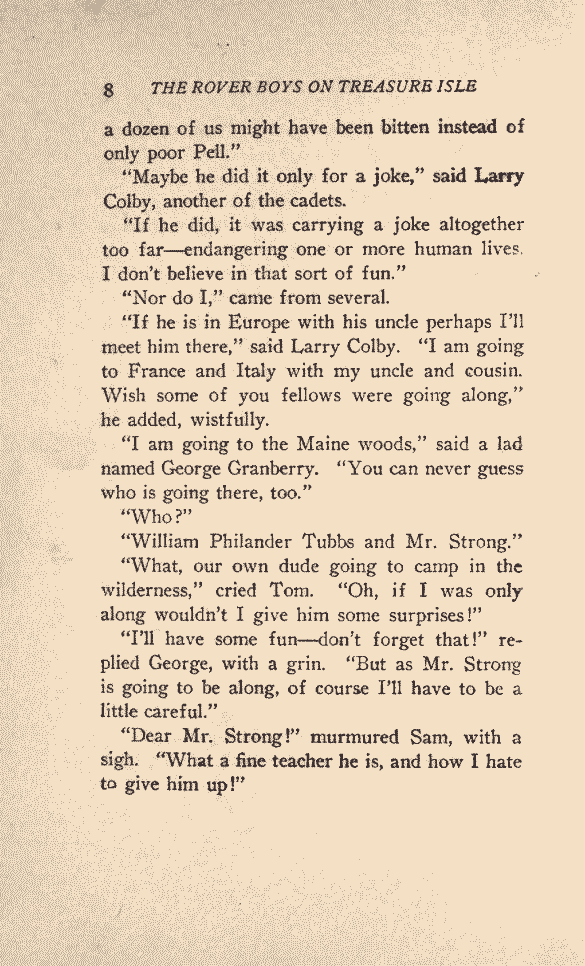 8 THE ROVER BOYS ON TREASURE ISLE
a dozen of us might have been bitten instead of
only poor Pell.”
“Maybe he did it only for a joke,” said Larry
Colby, another of the cadets.
“If he did, it was carrying a joke altogether
too far—endangering one or more human lives.
I don’t believe in that sort of fun.”
“Nor do I,” came from several.
“If he is in Europe with his uncle perhaps I’ll
meet him there,” said Larry Colby. “I am going
to France and Italy with my uncle and cousin.
Wish some of you fellows were going along,”
he added, wistfully.
“I am going to the Maine woods,” said a lad
named George Granberry. “You can never guess
who is going there, too.”
“Who?”
“William Philander Tubbs and Mr. Strong.”
“What, our own dude going to camp in the
wilderness,” cried Tom. “Oh, if I was only
along wouldn’t I give him some surprises!”
“I’ll have some fun—don’t forget that!” re-
plied George, with a grin. “But as Mr. Strong
is going to be along, of course I’ll have to be a
little careful.”
“Dear Mr. Strong!” murmured Sam, with a
sigh. “What a fine teacher he is, and how I hate
to give him up!”